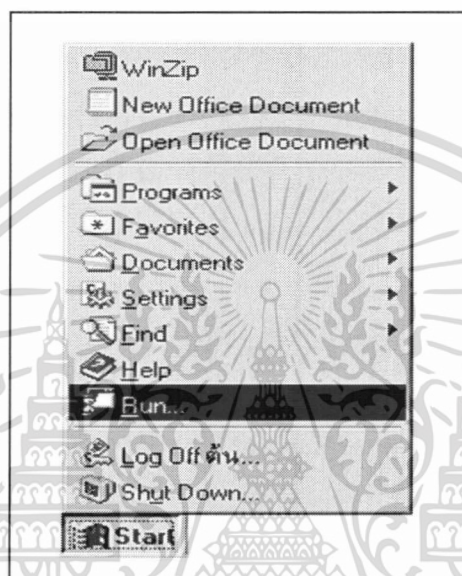 WinZip
New Office Document
Open Office Document
Programs
Favorites
Documents
Settings
Find
Help
Run...
Log Off ต้น...
Shut Down...
Start